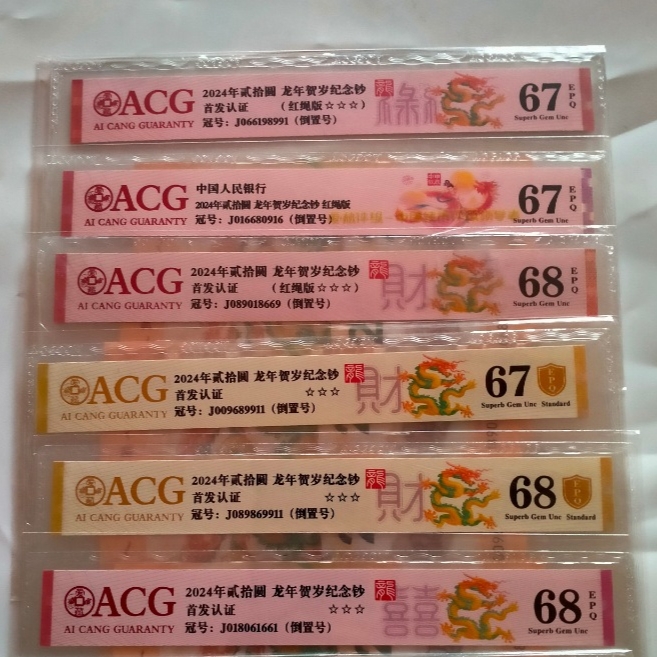 ACG 2024年贰拾圆 龙年贺岁纪念钞 67 EPQ
首发认证 (红绳版☆☆☆)
AI CANG GUARANTY 冠号：J066198991 (倒置号) Superb Gem Unc
ACG 中国人民银行 67 EPQ
2024年贰拾圆 龙年贺岁纪念钞 红绳版
AI CANG GUARANTY 冠号：J016680916 (倒置号) Superb Gem Unc
ACG 2024年贰拾圆 龙年贺岁纪念钞 龍 財 68 EPQ
首发认证 (红绳版☆☆☆)
AI CANG GUARANTY 冠号：J089018669 (倒置号) Superb Gem Unc
ACG 2024年贰拾圆 龙年贺岁纪念钞 龍 財 67 EPQ
首发认证 ☆☆☆
AI CANG GUARANTY 冠号：J009689911 (倒置号) Superb Gem Unc Standard
ACG 2024年贰拾圆 龙年贺岁纪念钞 龍 財 68 EPQ
首发认证 ☆☆☆
AI CANG GUARANTY 冠号：J089869911 (倒置号) Superb Gem Unc Standard
ACG 2024年贰拾圆 龙年贺岁纪念钞 龍 囍 68 EPQ
首发认证 ☆☆☆
AI CANG GUARANTY 冠号：J018061661 (倒置号) Superb Gem Unc